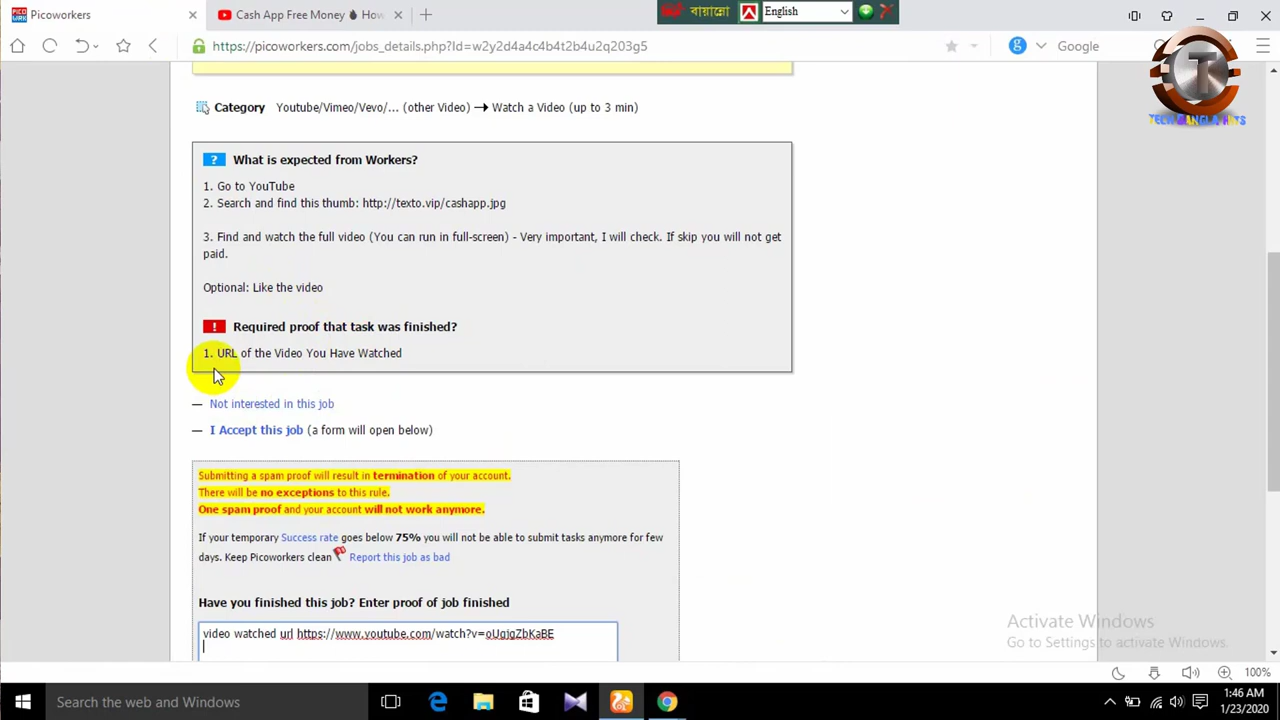 Picoworkers
Cash App Free Money
How
বায়ান্নো
English
https://picoworkers.com/jobs_details.php?Id=w2y2d4a4c4b4t2b4u2q203g5
Google
TECH BANGLA HATS
Category Youtube/Vimeo/Vevo/... (other Video) → Watch a Video (up to 3 min)
? What is expected from Workers?
1. Go to YouTube
2. Search and find this thumb: http://texto.vip/cashapp.jpg
3. Find and watch the full video (You can run in full-screen) - Very important, I will check. If skip you will not get
paid.
Optional: Like the video
! Required proof that task was finished?
1. URL of the Video You Have Watched
— Not interested in this job
— I Accept this job (a form will open below)
Submitting a spam proof will result in termination of your account.
There will be no exceptions to this rule.
One spam proof and your account will not work anymore.
If your temporary Success rate goes below 75% you will not be able to submit tasks anymore for few
days. Keep Picoworkers clean Report this job as bad
Have you finished this job? Enter proof of job finished
video watched url https://www.youtube.com/watch?v=oUgjgZbKaBE
Activate Windows
Go to Settings to activate Windows.
100%
Search the web and Windows
1:46 AM
1/23/2020